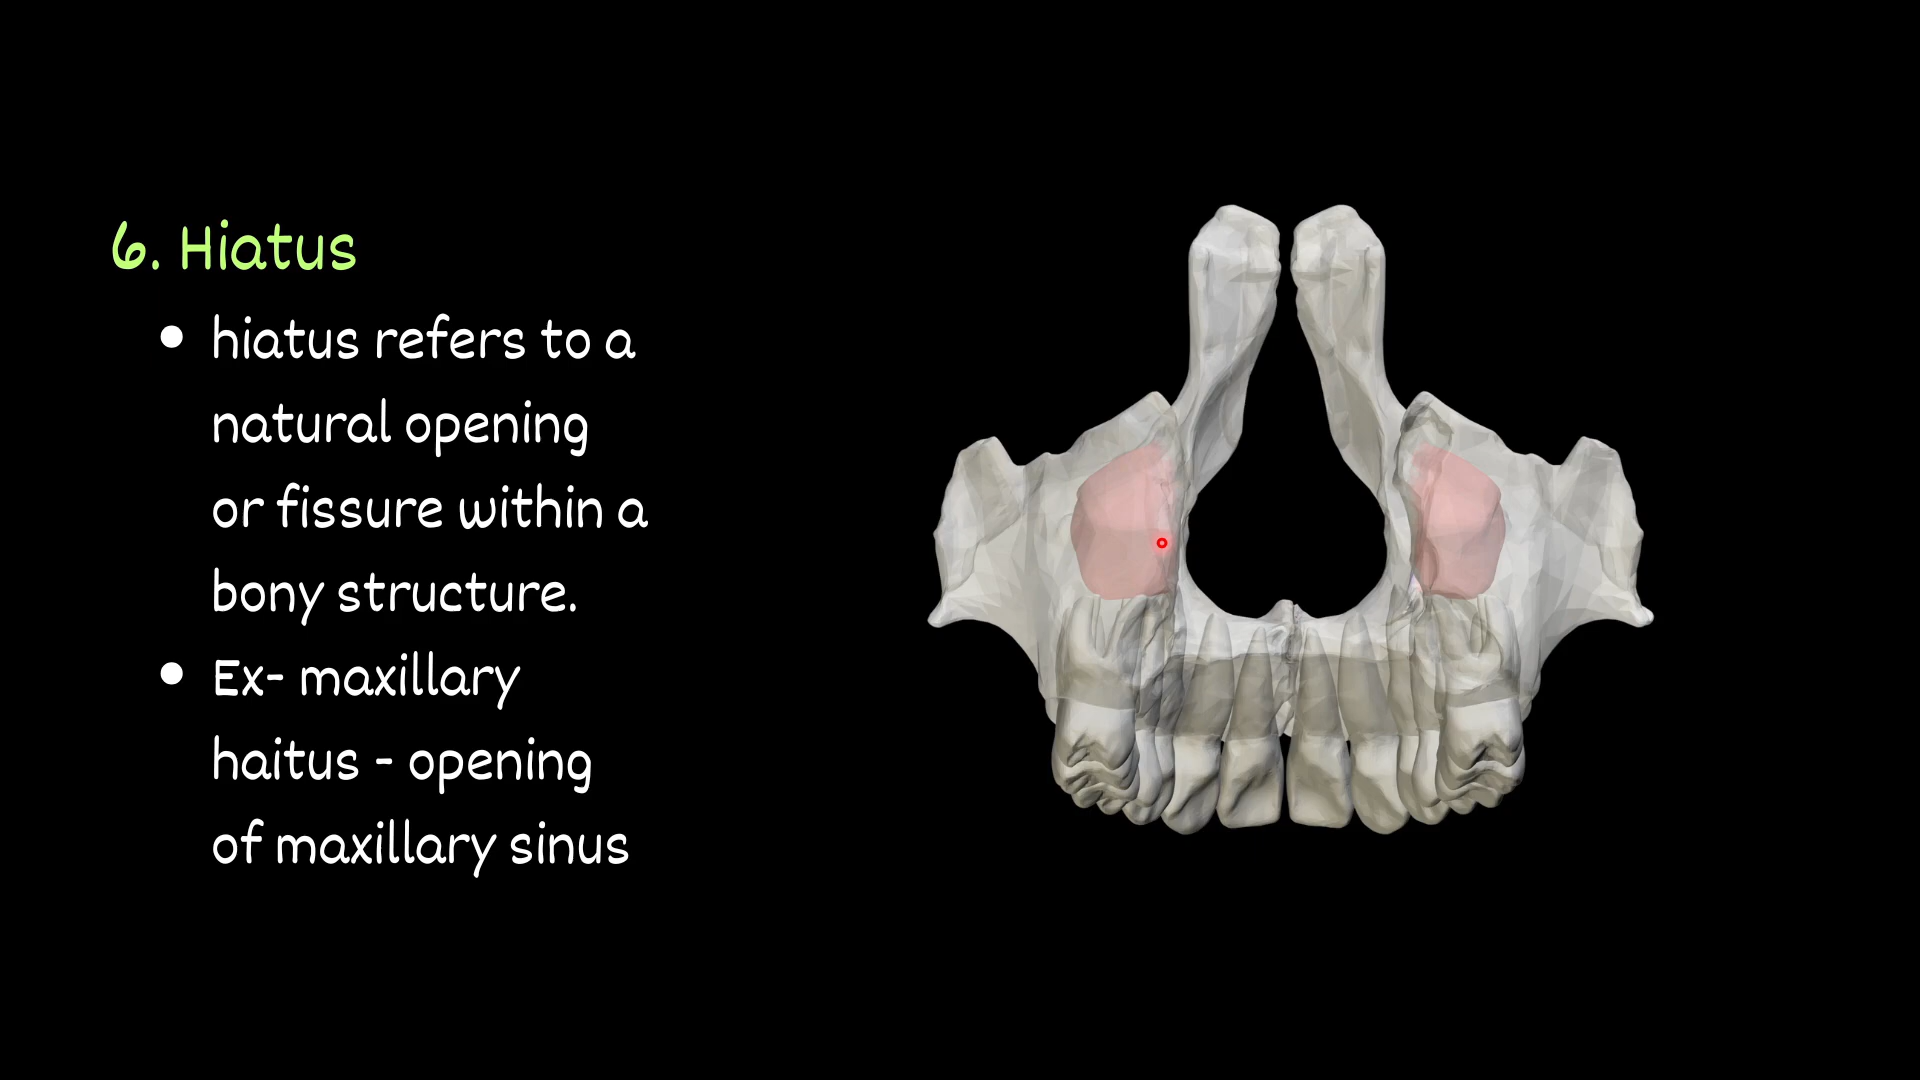 6. Hiatus
• hiatus refers to a
natural opening
or fissure within a
bony structure.
• Ex- maxillary
haitus - opening
of maxillary sinus